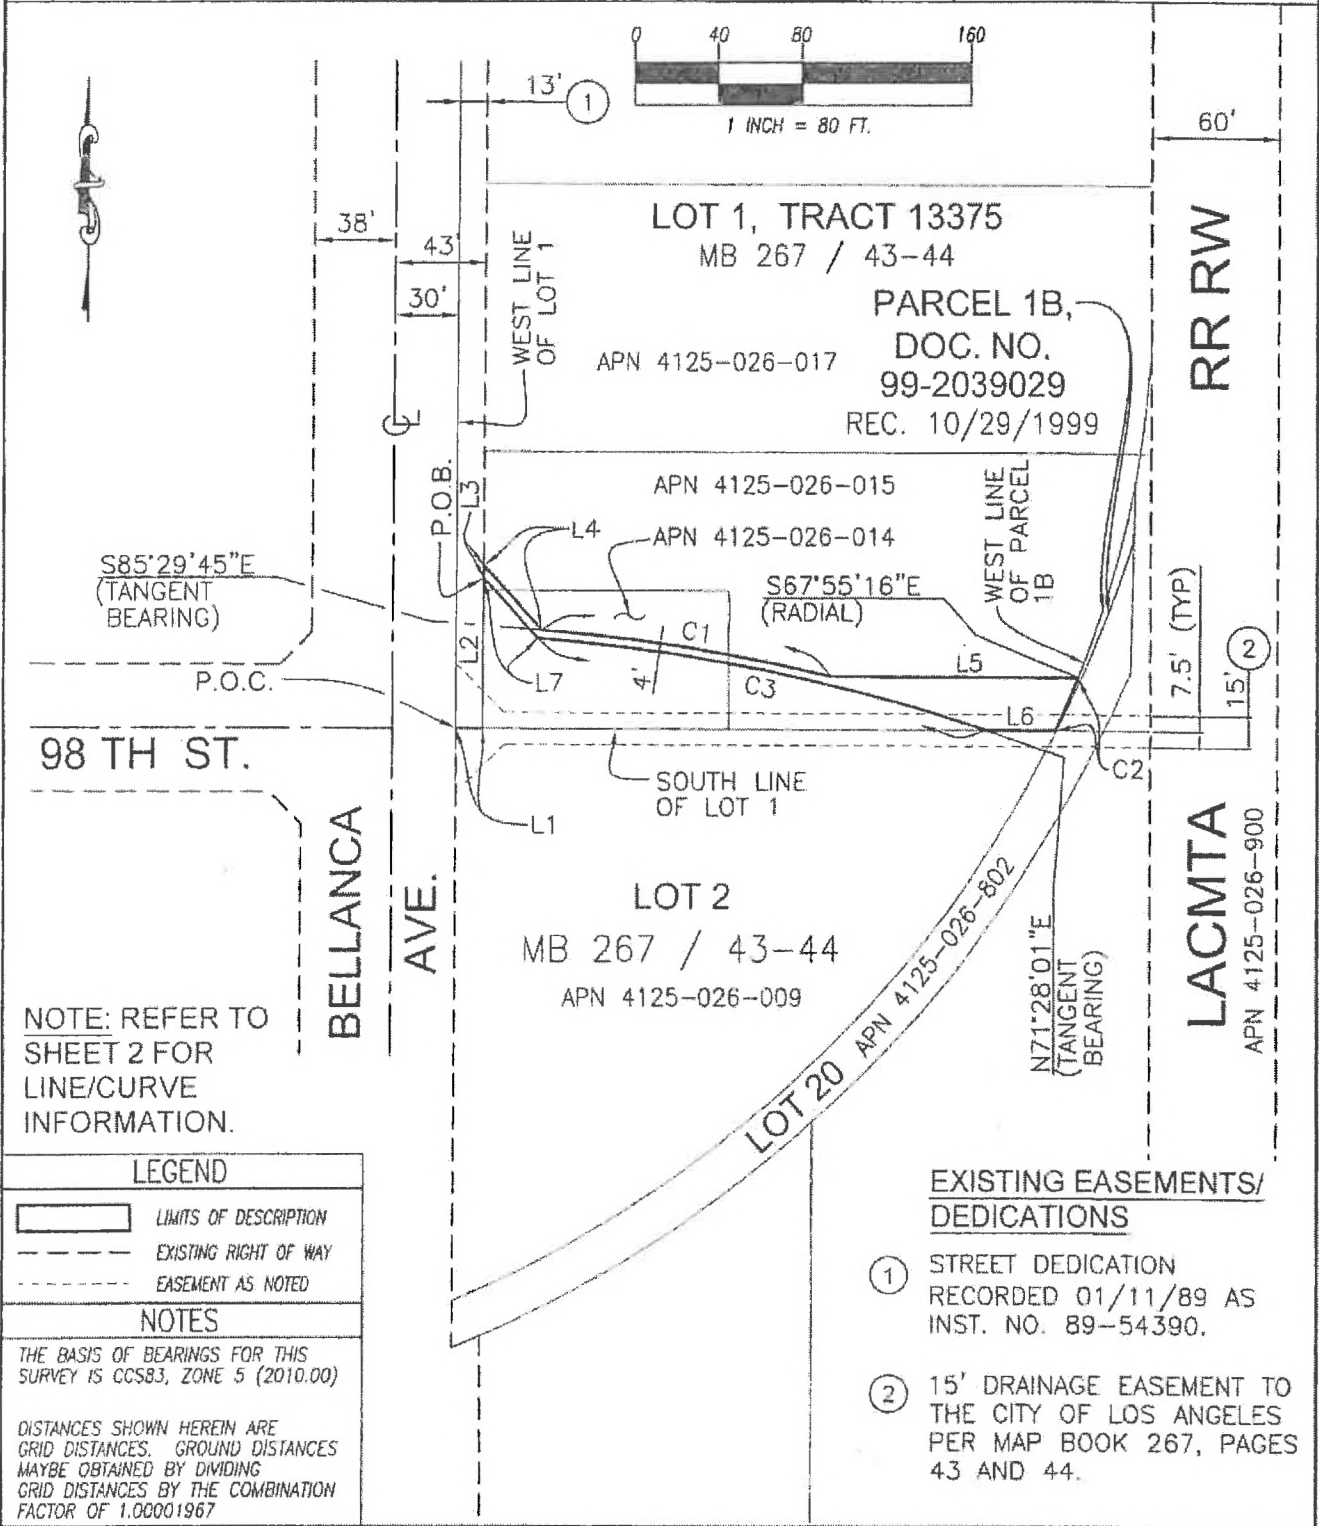 0 40 80 160
1 INCH = 80 FT.
13'
1
60'
38'
43'
30'
WEST LINE
OF LOT 1
LOT 1, TRACT 13375
MB 267 / 43-44
PARCEL 1B,
DOC. NO.
99-2039029
REC. 10/29/1999
APN 4125-026-017
RR RW
CL
P.O.B.
L3
L4
APN 4125-026-015
APN 4125-026-014
WEST LINE
OF PARCEL
1B
S85°29'45"E
(TANGENT
BEARING)
S67°55'16"E
(RADIAL)
7.5' (TYP)
2
15'
L2
C1
L5
P.O.C.
L7
4'
C3
L6
98 TH ST.
C2
SOUTH LINE
OF LOT 1
L1
BELLANCA
AVE.
LOT 2
MB 267 / 43-44
APN 4125-026-009
LOT 20 APN 4125-026-802
N71°28'01"E
(TANGENT
BEARING)
LACMTA
APN 4125-026-900
NOTE: REFER TO
SHEET 2 FOR
LINE/CURVE
INFORMATION.
LEGEND
LIMITS OF DESCRIPTION
EXISTING RIGHT OF WAY
EASEMENT AS NOTED
NOTES
THE BASIS OF BEARINGS FOR THIS
SURVEY IS CCS83, ZONE 5 (2010.00)
DISTANCES SHOWN HEREIN ARE
GRID DISTANCES. GROUND DISTANCES
MAYBE OBTAINED BY DIVIDING
GRID DISTANCES BY THE COMBINATION
FACTOR OF 1.00001967
EXISTING EASEMENTS/
DEDICATIONS
1 STREET DEDICATION
RECORDED 01/11/89 AS
INST. NO. 89-54390.
2 15' DRAINAGE EASEMENT TO
THE CITY OF LOS ANGELES
PER MAP BOOK 267, PAGES
43 AND 44.